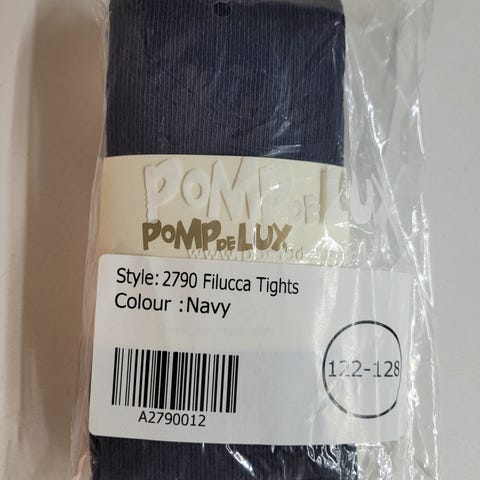 POMP DE LUX
POMP DE LUX
Style: 2790 Filucca Tights
Colour :Navy
122-128
A2790012